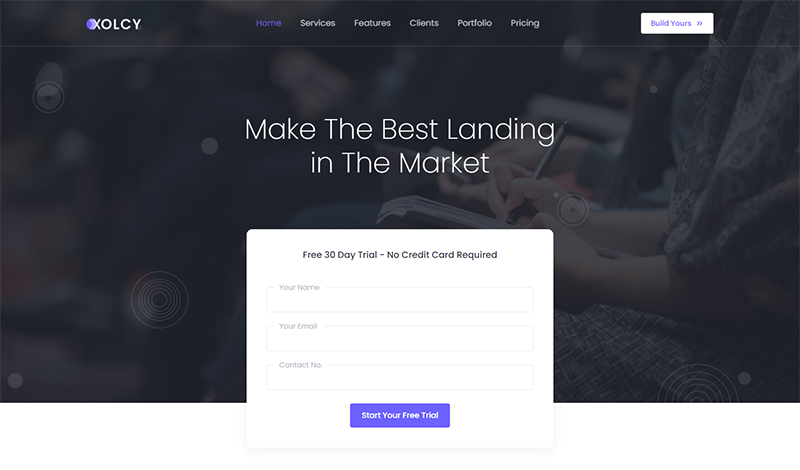 XOLCY
Home Services Features Clients Portfolio Pricing
Build Yours »
Make The Best Landing
in The Market
Free 30 Day Trial - No Credit Card Required
Your Name
Your Email
Contact No.
Start Your Free Trial